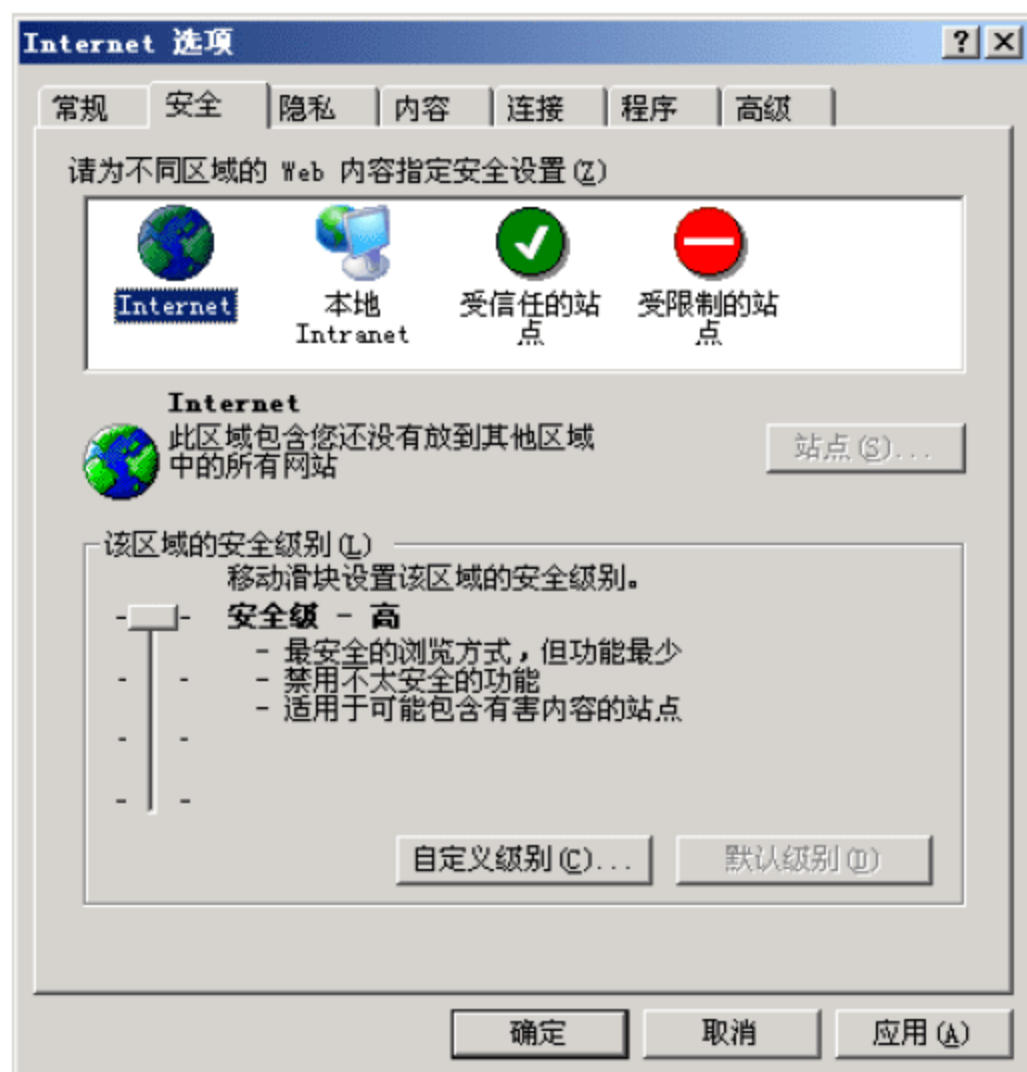 Internet 选项
常规 安全 隐私 内容 连接 程序 高级
请为不同区域的 Web 内容指定安全设置(Z)
Internet
本地
Intranet
受信任的站
点
受限制的站
点
Internet
此区域包含您还没有放到其他区域
中的所有网站
站点(S)...
该区域的安全级别(L)
移动滑块设置该区域的安全级别。
安全级 - 高
- 最安全的浏览方式，但功能最少
- 禁用不太安全的功能
- 适用于可能包含有害内容的站点
自定义级别(C)... 默认级别(D)
确定 取消 应用(A)